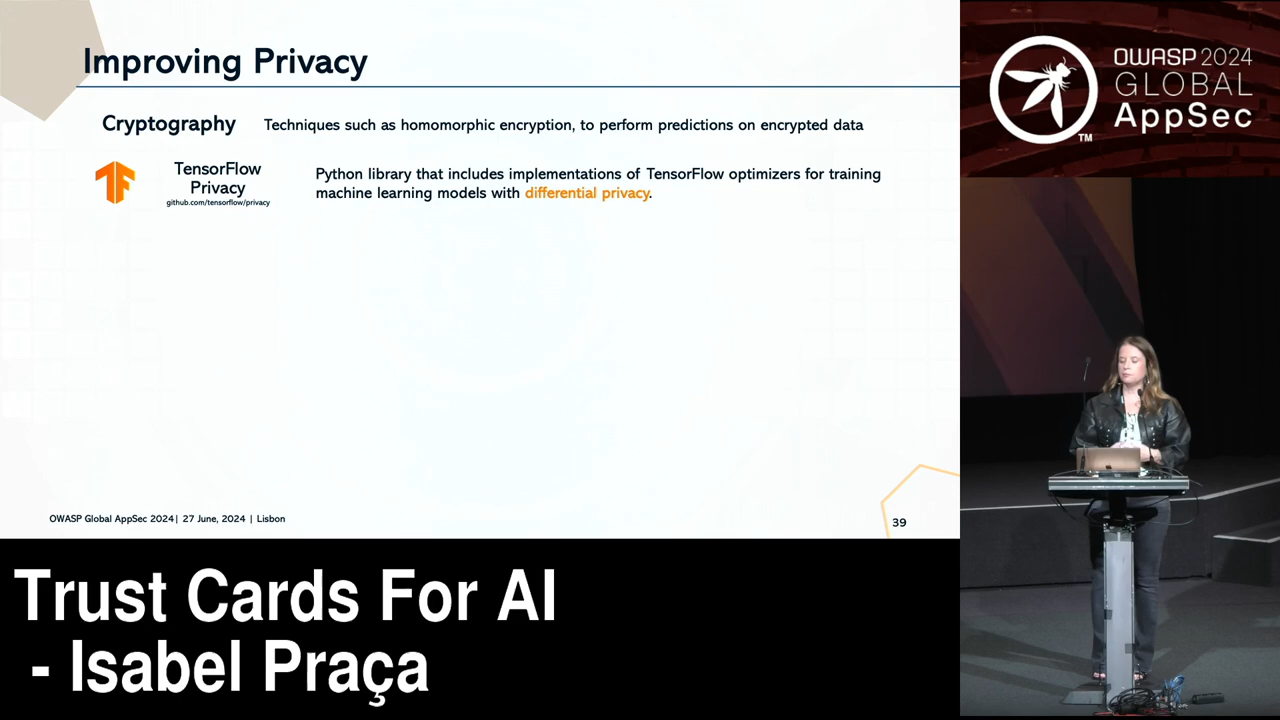 Improving Privacy
Cryptography Techniques such as homomorphic encryption, to perform predictions on encrypted data
TensorFlow
Privacy
github.com/tensorflow/privacy
Python library that includes implementations of TensorFlow optimizers for training
machine learning models with differential privacy.
OWASP Global AppSec 2024| 27 June, 2024 | Lisbon
39
OWASP 2024
GLOBAL
AppSec
TM
Trust Cards For AI
- Isabel Praça